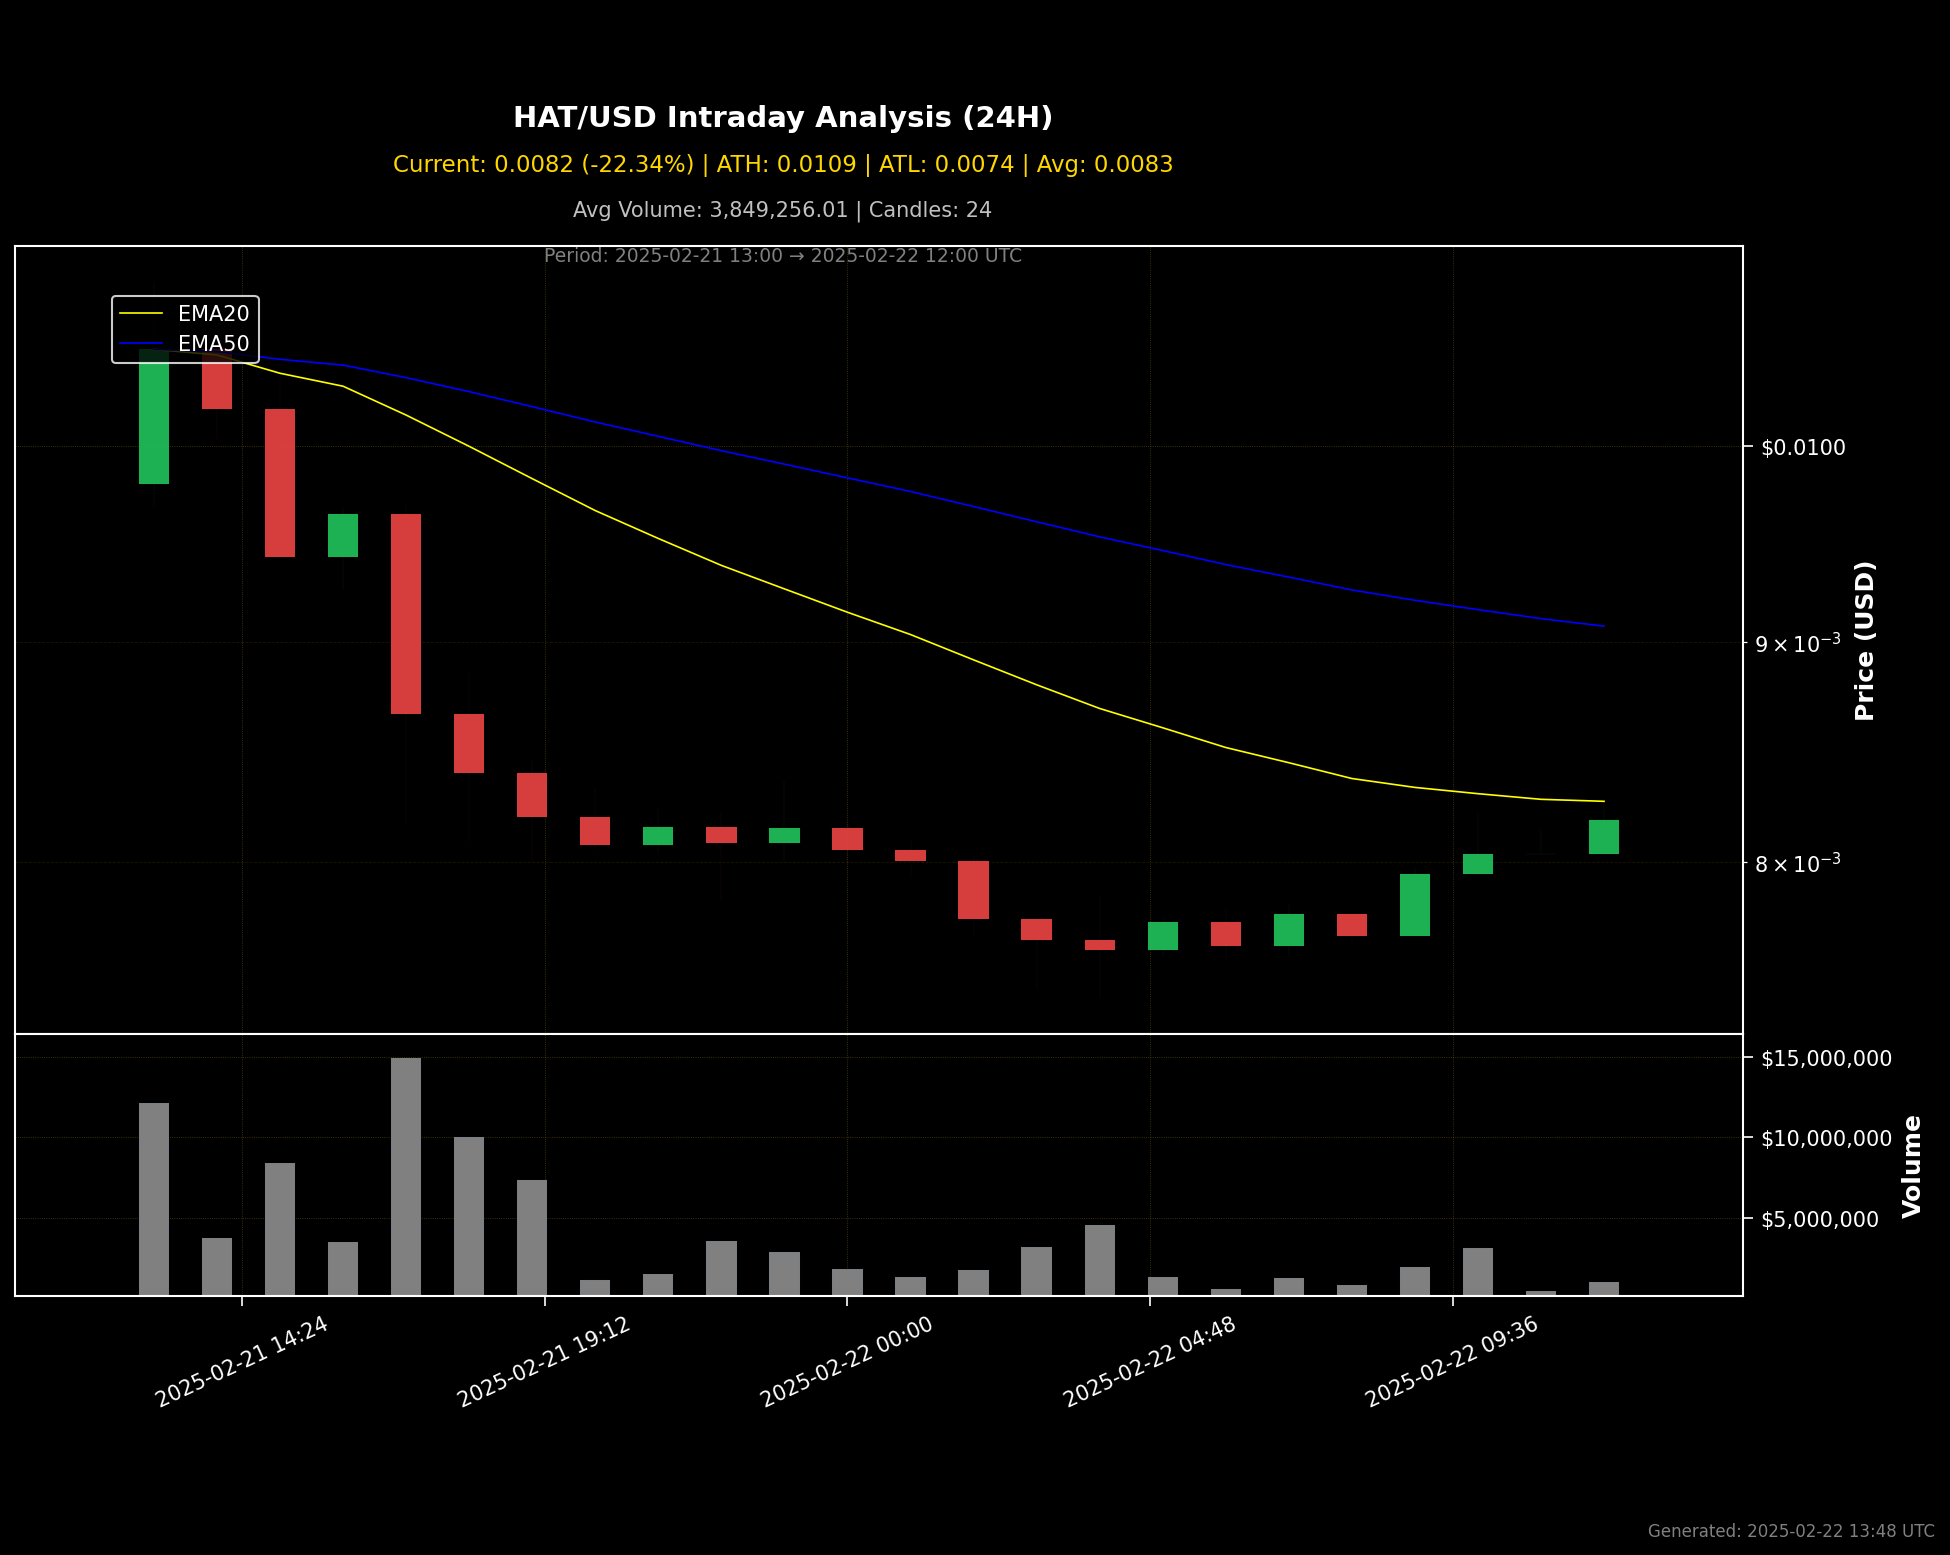 HAT/USD Intraday Analysis (24H)
Current: 0.0082 (-22.34%) | ATH: 0.0109 | ATL: 0.0074 | Avg: 0.0083
Avg Volume: 3,849,256.01 | Candles: 24
Period: 2025-02-21 13:00 → 2025-02-22 12:00 UTC
EMA20
EMA50
$0.0100
9 × 10⁻³
8 × 10⁻³
Price (USD)
$15,000,000
$10,000,000
$5,000,000
Volume
2025-02-21 14:24
2025-02-21 19:12
2025-02-22 00:00
2025-02-22 04:48
2025-02-22 09:36
Generated: 2025-02-22 13:48 UTC